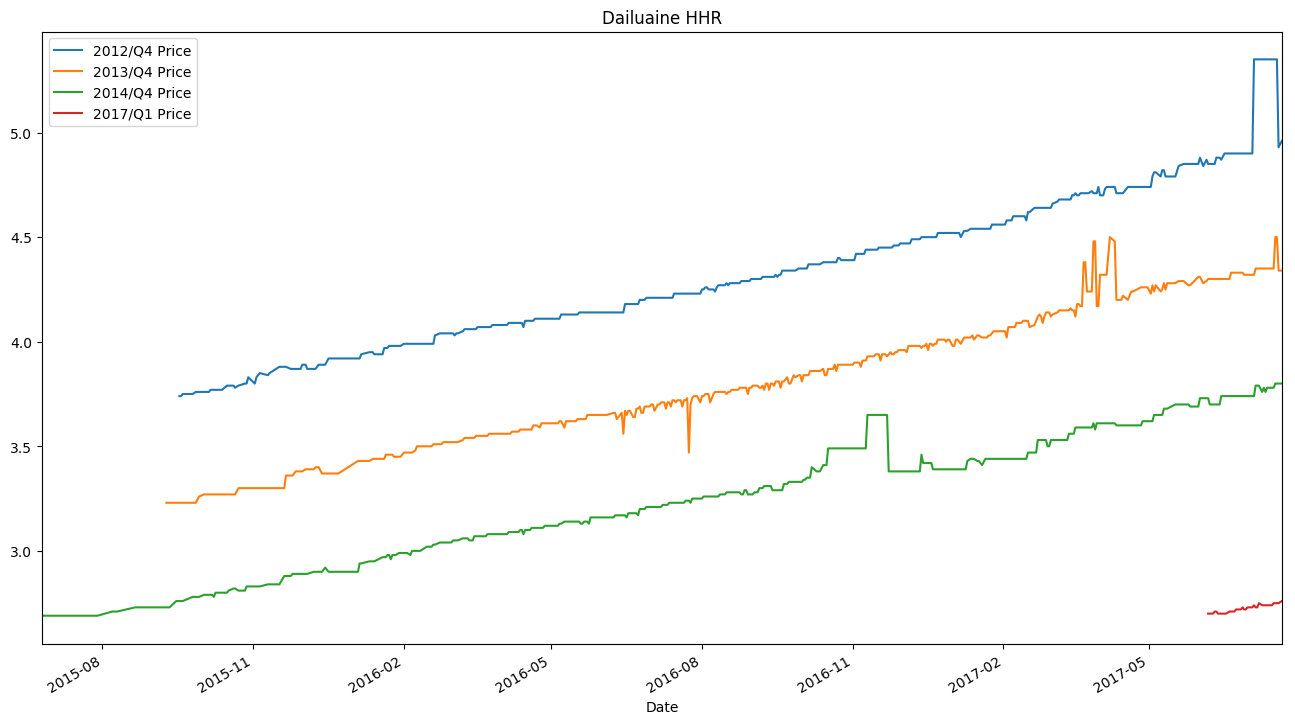 Dailuaine HHR
2012/Q4 Price
2013/Q4 Price
2014/Q4 Price
2017/Q1 Price
5.0
4.5
4.0
3.5
3.0
2015-08
2015-11
2016-02
2016-05
2016-08
2016-11
2017-02
2017-05
Date